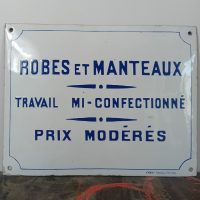 ROBES ET MANTEAUX
TRAVAIL MI-CONFECTIONNÉ
PRIX MODÉRÉS